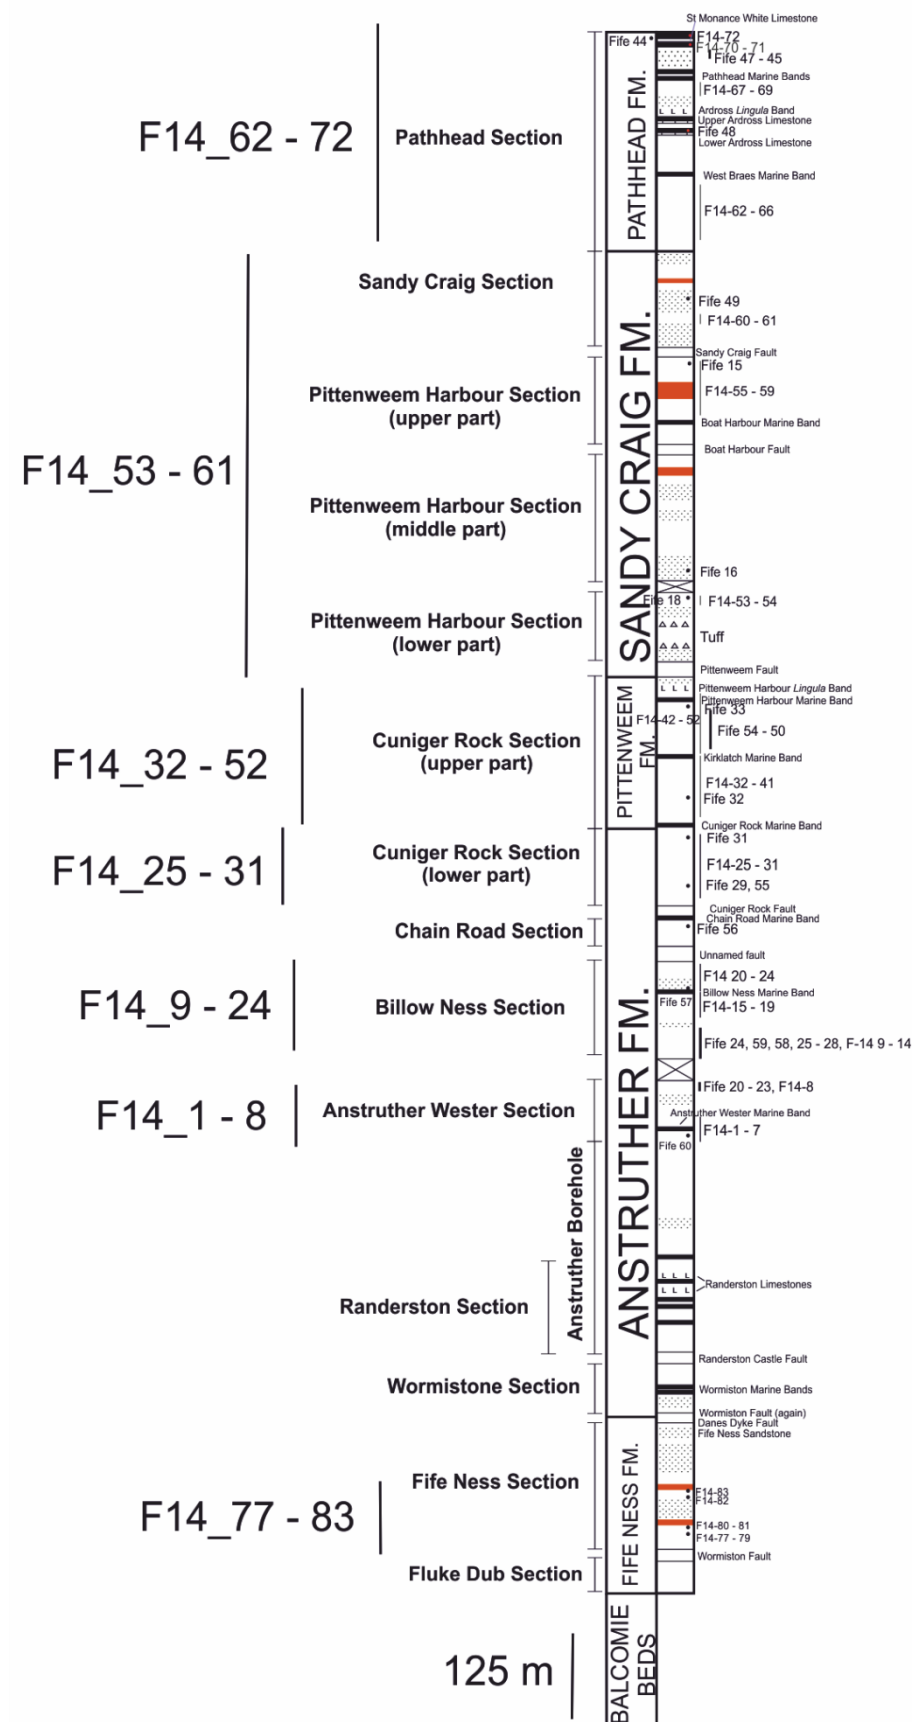 St Monance White Limestone
Fife 44
F14-72
F14-70 - 71
Fife 47 - 45
Pathhead Marine Bands
F14-67 - 69
Ardross Lingula Band
Upper Ardross Limestone
Fife 48
Lower Ardross Limestone
West Braes Marine Band
F14-62 - 66
F14_62 - 72
Pathhead Section
PATHHEAD FM.
Sandy Craig Section
Fife 49
F14-60 - 61
Sandy Craig Fault
Fife 15
F14-55 - 59
Pittenweem Harbour Section
(upper part)
Boat Harbour Marine Band
Boat Harbour Fault
F14_53 - 61
Pittenweem Harbour Section
(middle part)
SANDY CRAIG FM.
Fife 16
Fife 18
F14-53 - 54
Pittenweem Harbour Section
(lower part)
Tuff
Pittenweem Fault
Pittenweem Harbour Lingula Band
Pittenweem Harbour Marine Band
Fife 33
F14-42 - 52
Fife 54 - 50
Cuniger Rock Section
(upper part)
PITTENWEEM
FM.
Kirklatch Marine Band
F14_32 - 52
F14-32 - 41
Fife 32
Cuniger Rock Marine Band
Fife 31
Cuniger Rock Section
(lower part)
F14_25 - 31
F14-25 - 31
Fife 29, 55
Cuniger Rock Fault
Chain Road Marine Band
Chain Road Section
Fife 56
Unnamed fault
F14 20 - 24
Billow Ness Marine Band
F14_9 - 24
Billow Ness Section
Fife 57
F14-15 - 19
Fife 24, 59, 58, 25 - 28, F-14 9 - 14
Fife 20 - 23, F14-8
F14_1 - 8
Anstruther Wester Section
Anstruther Wester Marine Band
F14-1 - 7
Fife 60
ANSTRUTHER FM.
Anstruther Borehole
L L L
L L L
Randerston Limestones
Randerston Section
Randerston Castle Fault
Wormistone Section
Wormiston Marine Bands
Wormiston Fault (again)
Danes Dyke Fault
Fife Ness Sandstone
Fife Ness Section
FIFE NESS FM.
F14-83
F14-82
F14_77 - 83
F14-80 - 81
F14-77 - 79
Wormiston Fault
Fluke Dub Section
125 m
BALCOMIE
BEDS